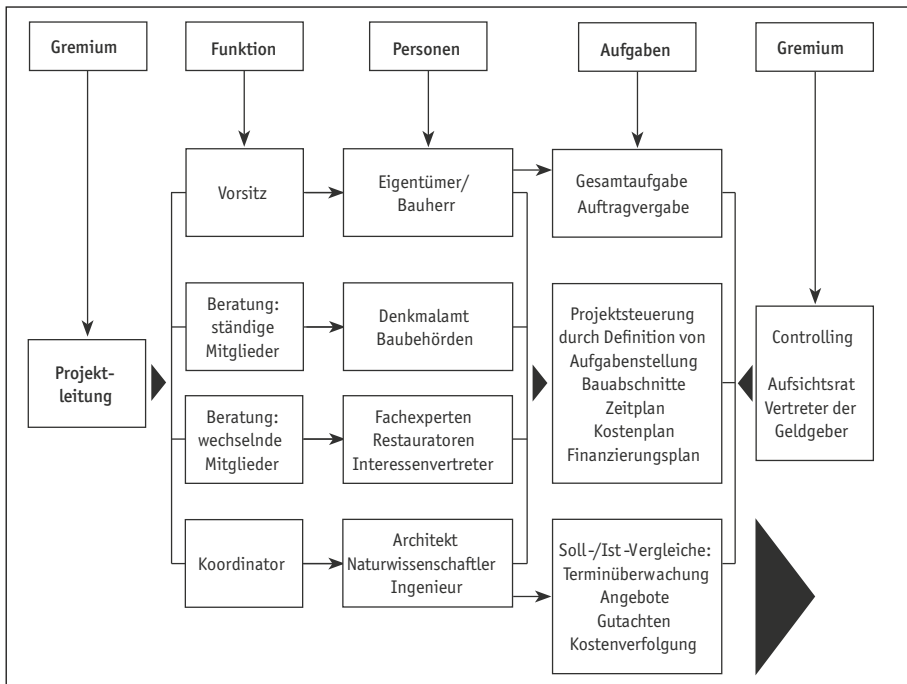 Gremium
Funktion
Personen
Aufgaben
Gremium
Projekt-
leitung
Vorsitz
Eigentümer/
Bauherr
Gesamtaufgabe
Auftragvergabe
Beratung:
ständige
Mitglieder
Denkmalamt
Baubehörden
Beratung:
wechselnde
Mitglieder
Fachexperten
Restauratoren
Interessenvertreter
Projektsteuerung
durch Definition von
Aufgabenstellung
Bauabschnitte
Zeitplan
Kostenplan
Finanzierungsplan
Controlling
Aufsichtsrat
Vertreter der
Geldgeber
Koordinator
Architekt
Naturwissenschaftler
Ingenieur
Soll-/Ist-Vergleiche:
Terminüberwachung
Angebote
Gutachten
Kostenverfolgung